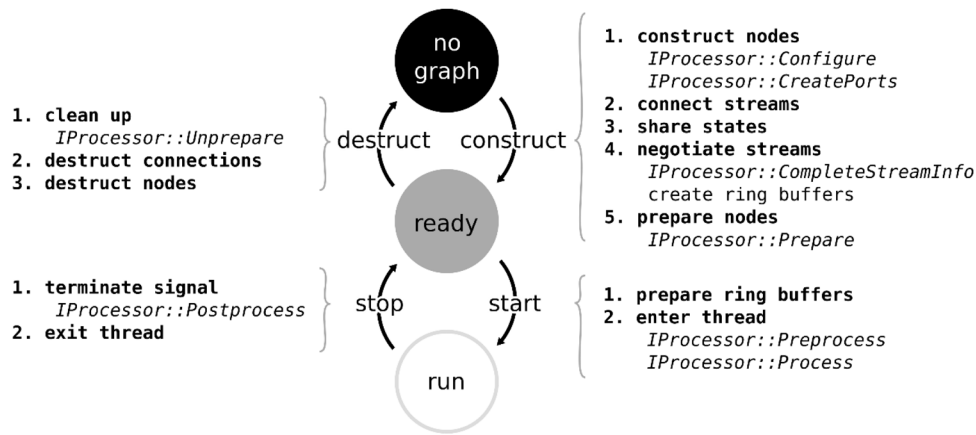 no
graph
destruct
construct
ready
stop
start
run
1. clean up
IProcessor::Unprepare
2. destruct connections
3. destruct nodes
1. terminate signal
IProcessor::Postprocess
2. exit thread
1. construct nodes
IProcessor::Configure
IProcessor::CreatePorts
2. connect streams
3. share states
4. negotiate streams
IProcessor::CompleteStreamInfo
create ring buffers
5. prepare nodes
IProcessor::Prepare
1. prepare ring buffers
2. enter thread
IProcessor::Preprocess
IProcessor::Process